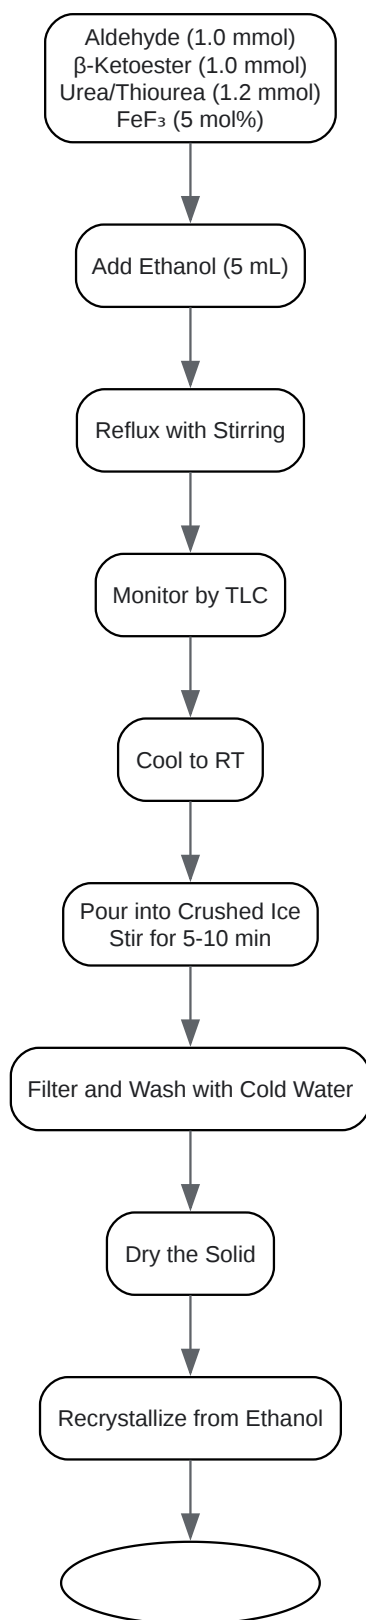 Aldehyde (1.0 mmol)
β-Ketoester (1.0 mmol)
Urea/Thiourea (1.2 mmol)
FeF₃ (5 mol%)
Add Ethanol (5 mL)
Reflux with Stirring
Monitor by TLC
Cool to RT
Pour into Crushed Ice
Stir for 5-10 min
Filter and Wash with Cold Water
Dry the Solid
Recrystallize from Ethanol